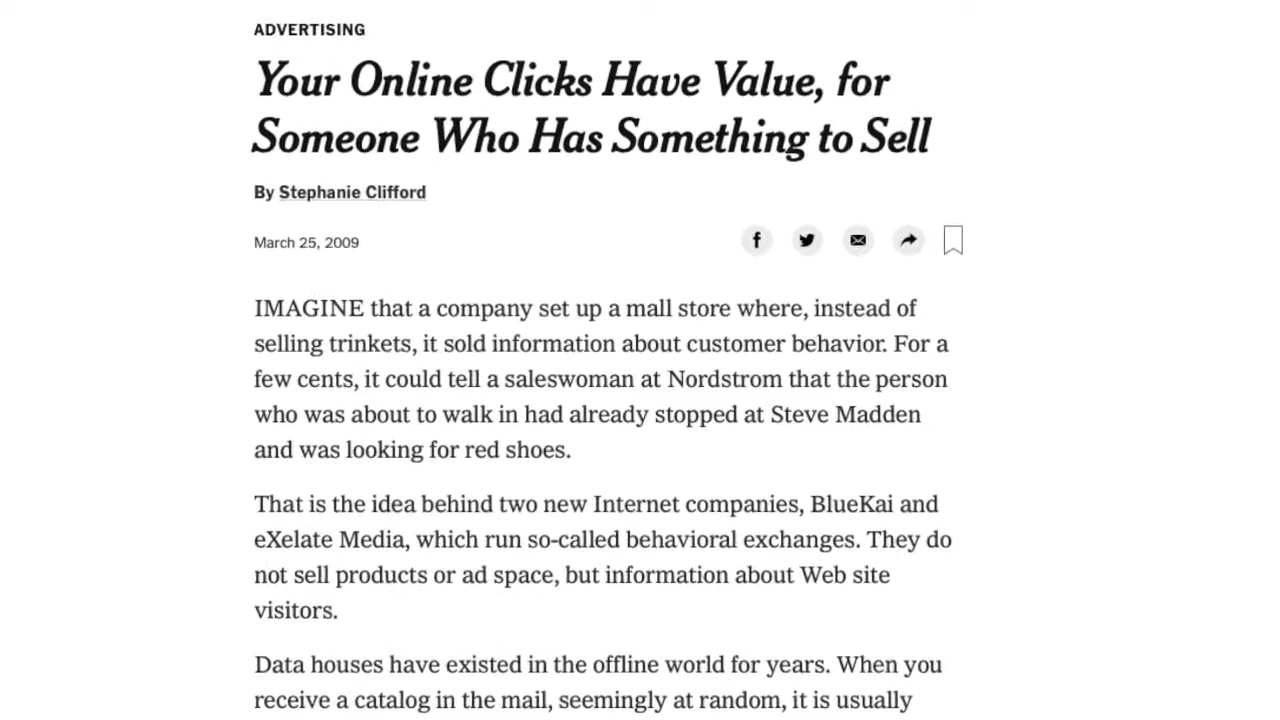 ADVERTISING
Your Online Clicks Have Value, for
Someone Who Has Something to Sell
By Stephanie Clifford
March 25, 2009
IMAGINE that a company set up a mall store where, instead of
selling trinkets, it sold information about customer behavior. For a
few cents, it could tell a saleswoman at Nordstrom that the person
who was about to walk in had already stopped at Steve Madden
and was looking for red shoes.
That is the idea behind two new Internet companies, BlueKai and
eXelate Media, which run so-called behavioral exchanges. They do
not sell products or ad space, but information about Web site
visitors.
Data houses have existed in the offline world for years. When you
receive a catalog in the mail, seemingly at random, it is usually